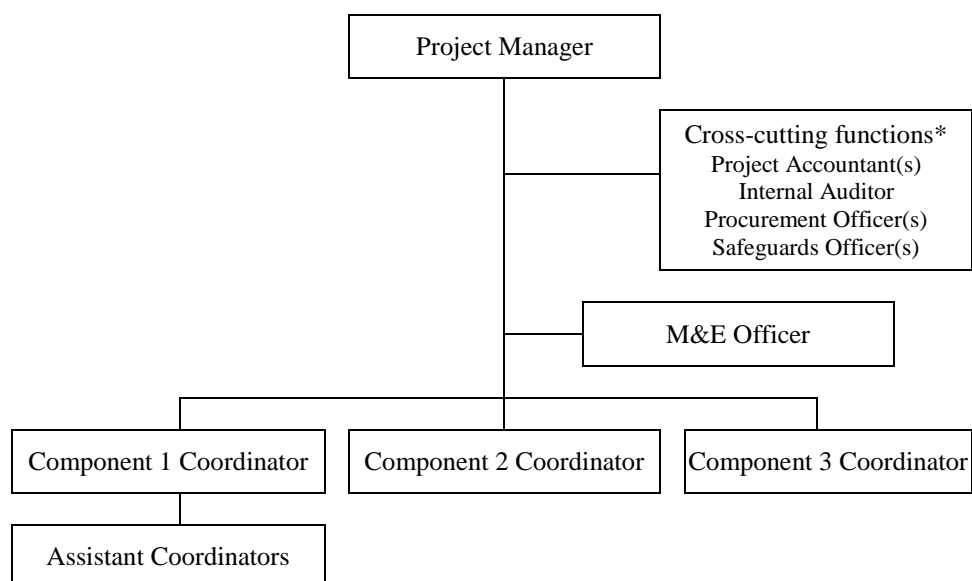 Project Manager
Cross-cutting functions*
Project Accountant(s)
Internal Auditor
Procurement Officer(s)
Safeguards Officer(s)
M&E Officer
Component 1 Coordinator
Component 2 Coordinator
Component 3 Coordinator
Assistant Coordinators